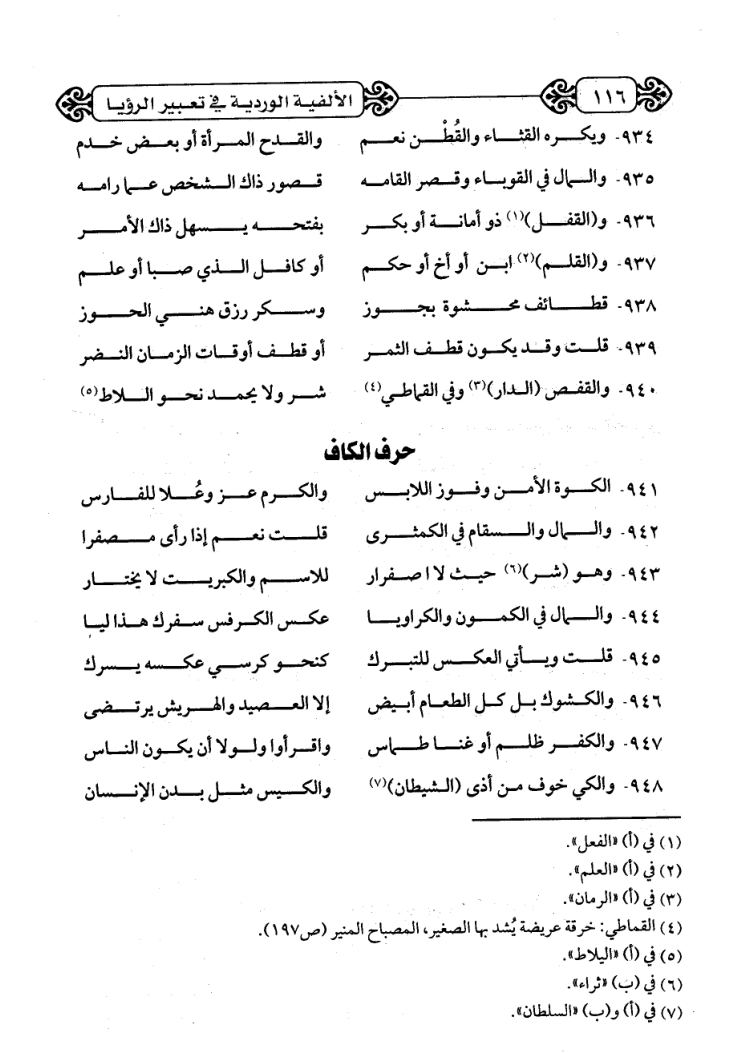 ١١٦ الألفية الوردية في تعبير الرؤيا
٩٣٤- ويكره القثاء والقُطْن نعم والقدح المرأة أو بعض خدم
٩٣٥- والمال في القوباء وقصر القامه قصور ذاك الشخص عما رامه
٩٣٦- و(القفل)(١) ذو أمانة أو بكر بفتحه يسهل ذاك الأمر
٩٣٧- و(القلم)(٢) ابن أو أخ أو حكم أو كافل الذي صبا أو علم
٩٣٨- قطائف محشوة بجوز وسكر رزق هني الحوز
٩٣٩- قلت وقد يكون قطف الثمر أو قطف أوقات الزمان النضر
٩٤٠- والقفص (الدار)(٣) وفي القماطي(٤) شر ولا يحمد نحو اللاط(٥)
حرف الكاف
٩٤١- الكوة الأمن وفوز اللابس والكرم عز وعُلا للفارس
٩٤٢- والمال والسقام في الكمثرى قلت نعم إذا رأى مصفرا
٩٤٣- وهو (شر)(٦) حيث لا اصفرار للاسم والكبريت لا يختار
٩٤٤- والمال في الكمون والكراويا عكس الكرفس سفرك هذا ليا
٩٤٥- قلت ويأتي العكس للتبرك كنحو كرسي عكسه يسرك
٩٤٦- والكشوك بل كل الطعام أبيض إلا العصيد والهريش يرتضى
٩٤٧- والكفر ظلم أو غنا طماس واقرأوا ولولا أن يكون الناس
٩٤٨- والكي خوف من أذى (الشيطان)(٧) والكيس مثل بدن الإنسان
(١) في (أ) «الفعل».
(٢) في (أ) «العلم».
(٣) في (أ) «الرمان».
(٤) القماطي: خرقة عريضة يُشد بها الصغير، المصباح المنير (ص١٩٧).
(٥) في (أ) «اليلاط».
(٦) في (ب) «ثراء».
(٧) في (أ) و(ب) «السلطان».